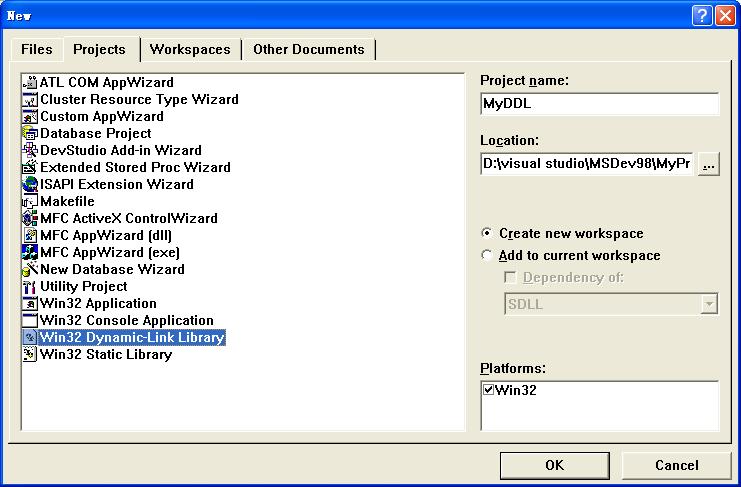 New
Files
Projects
Workspaces
Other Documents
ATL COM AppWizard
Cluster Resource Type Wizard
Custom AppWizard
Database Project
DevStudio Add-in Wizard
Extended Stored Proc Wizard
ISAPI Extension Wizard
Makefile
MFC ActiveX ControlWizard
MFC AppWizard (dll)
MFC AppWizard (exe)
New Database Wizard
Utility Project
Win32 Application
Win32 Console Application
Win32 Dynamic-Link Library
Win32 Static Library
Project name:
MyDDL
Location:
D:\visual studio\MSDev98\MyPr
...
Create new workspace
Add to current workspace
Dependency of:
SDLL
Platforms:
Win32
OK
Cancel